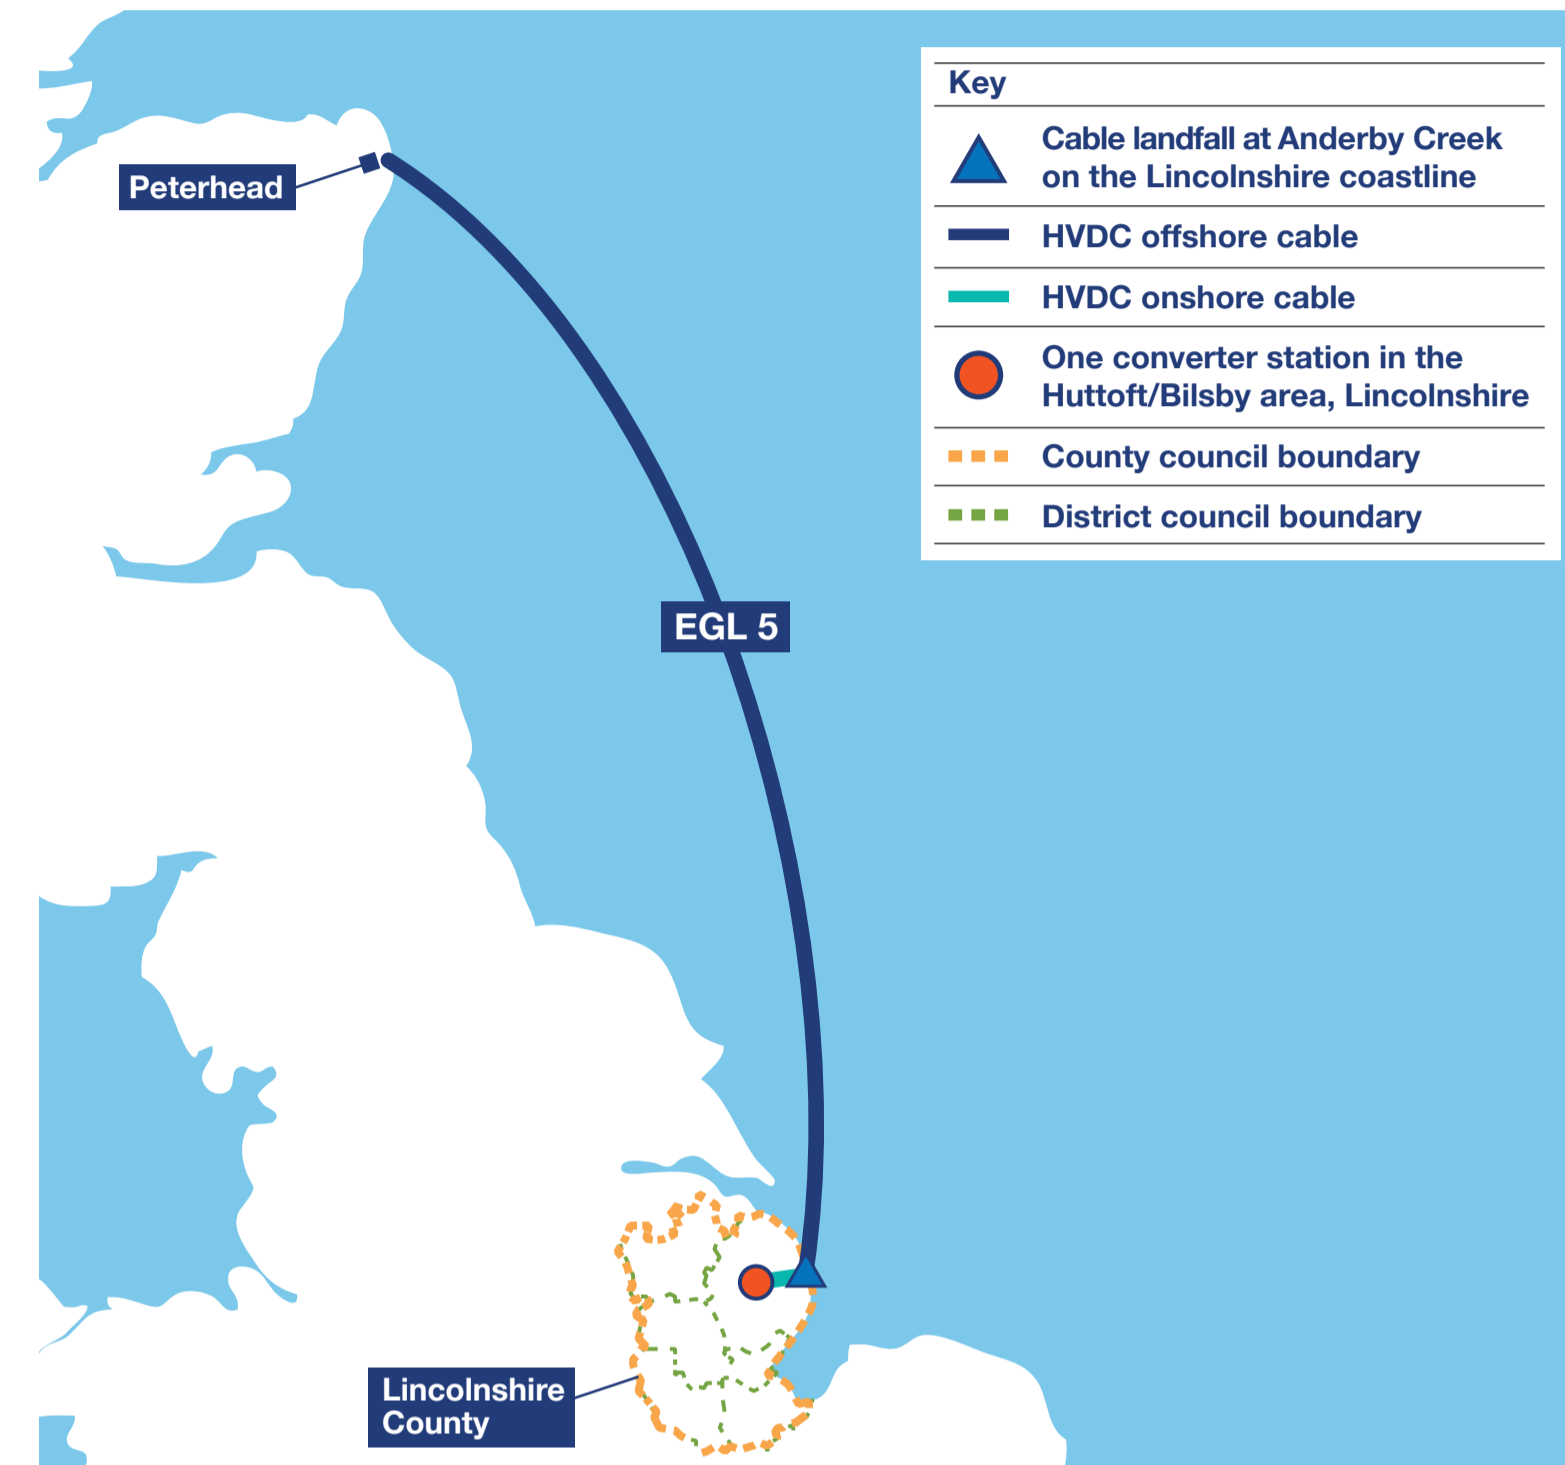 Key
Cable landfall at Anderby Creek
on the Lincolnshire coastline
HVDC offshore cable
HVDC onshore cable
One converter station in the
Huttoft/Bilsby area, Lincolnshire
County council boundary
District council boundary
Peterhead
EGL 5
Lincolnshire
County